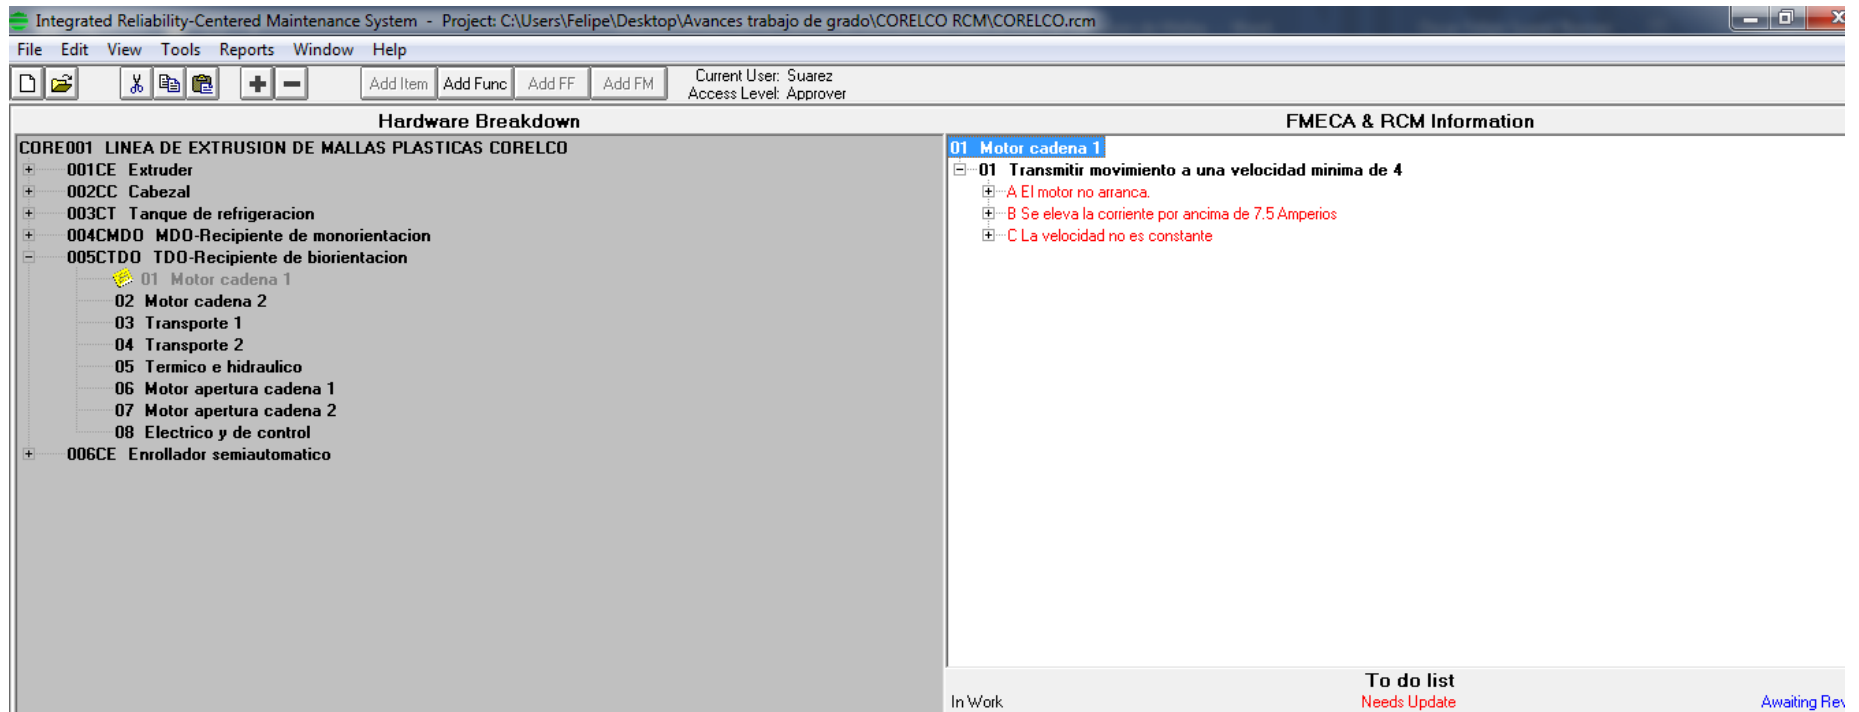 Integrated Reliability-Centered Maintenance System - Project: C:\Users\Felipe\Desktop\Avances trabajo de grado\CORELCO RCM\CORELCO.rcm
File Edit View Tools Reports Window Help
Add Item Add Func Add FF Add FM Current User: Suarez
Access Level: Approver
Hardware Breakdown
CORE001 LINEA DE EXTRUSION DE MALLAS PLASTICAS CORELCO
001CE Extruder
002CC Cabezal
003CT Tanque de refrigeracion
004CMDO MDO-Recipiente de monorientacion
005CTDO TDO-Recipiente de biorientacion
01 Motor cadena 1
02 Motor cadena 2
03 Transporte 1
04 Transporte 2
05 Termico e hidraulico
06 Motor apertura cadena 1
07 Motor apertura cadena 2
08 Electrico y de control
006CE Enrollador semiautomatico
FMECA & RCM Information
01 Motor cadena 1
01 Transmitir movimiento a una velocidad minima de 4
A El motor no arranca.
B Se eleva la corriente por ancima de 7.5 Amperios
C La velocidad no es constante
To do list
In Work Needs Update Awaiting Rev